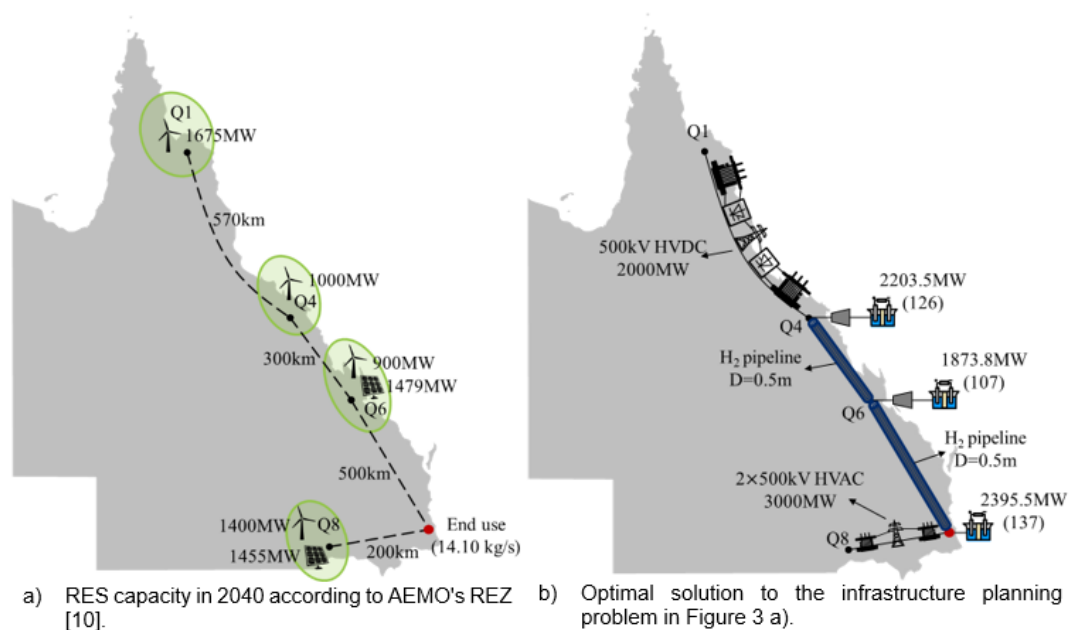 Q1
1675MW
570km
1000MW
Q4
300km
900MW
1479MW
Q6
500km
1400MW
Q8
1455MW
200km
End use
(14.10 kg/s)
a) RES capacity in 2040 according to AEMO's REZ
[10].
Q1
500kV HVDC
2000MW
2203.5MW
(126)
Q4
H2 pipeline
D=0.5m
1873.8MW
(107)
Q6
H2 pipeline
D=0.5m
2×500kV HVAC
3000MW
2395.5MW
(137)
Q8
b) Optimal solution to the infrastructure planning
problem in Figure 3 a).